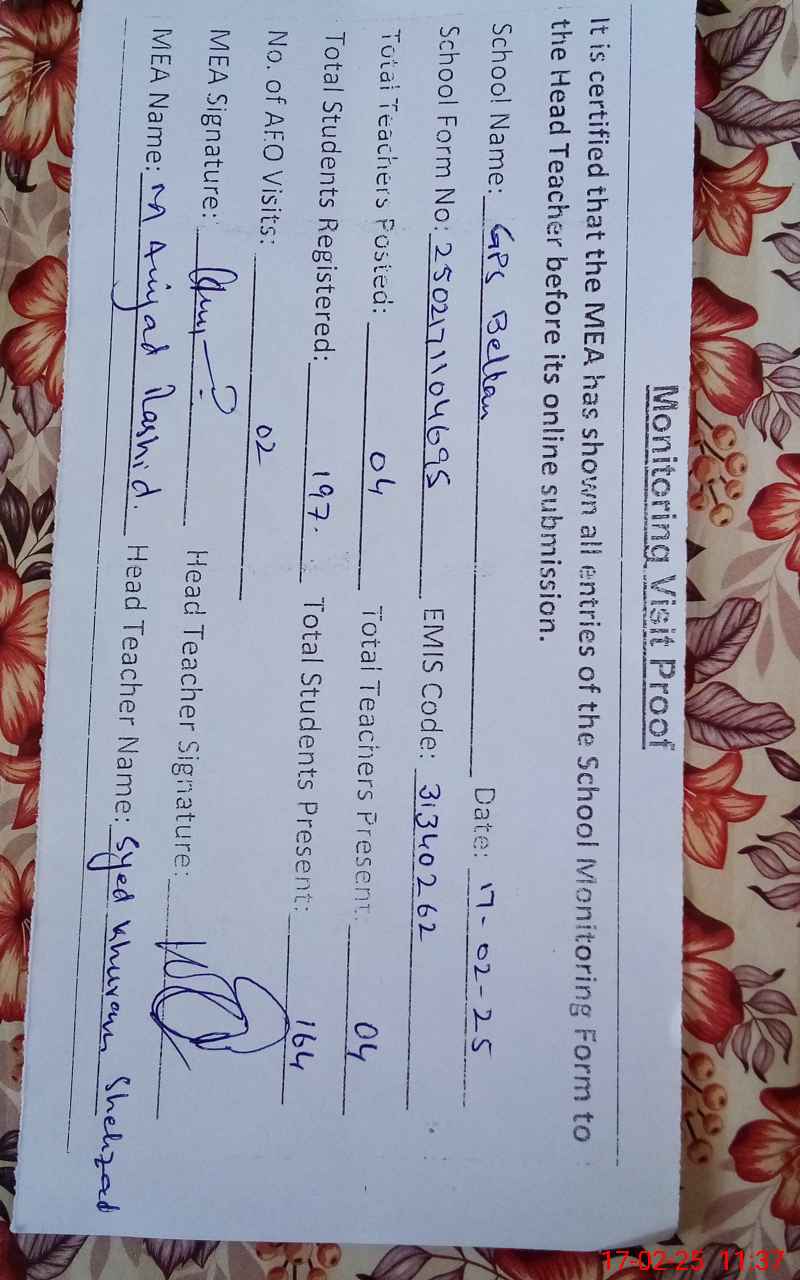 Monitoring Visit Proof
It is certified that the MEA has shown all entries of the School Monitoring Form to
the Head Teacher before its online submission.
School Name: GPS Beltan Date: 17-02-25
School Form No: 2502171104695 EMIS Code: 31340262
Total Teachers Posted: 04 Total Teachers Present: 04
Total Students Registered: 197. Total Students Present: 164
No. of AEO Visits: 02
MEA Signature: Head Teacher Signature:
MEA Name: M Amjad Rashid. Head Teacher Name: Syed Khuram Shehzad
17-02-25 11:37